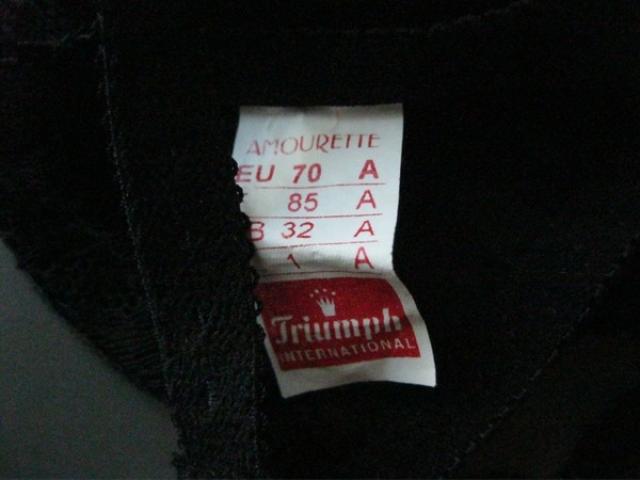 AMOURETTE
EU 70 A
85 A
B 32 A
1 A
Triumph
INTERNATIONAL